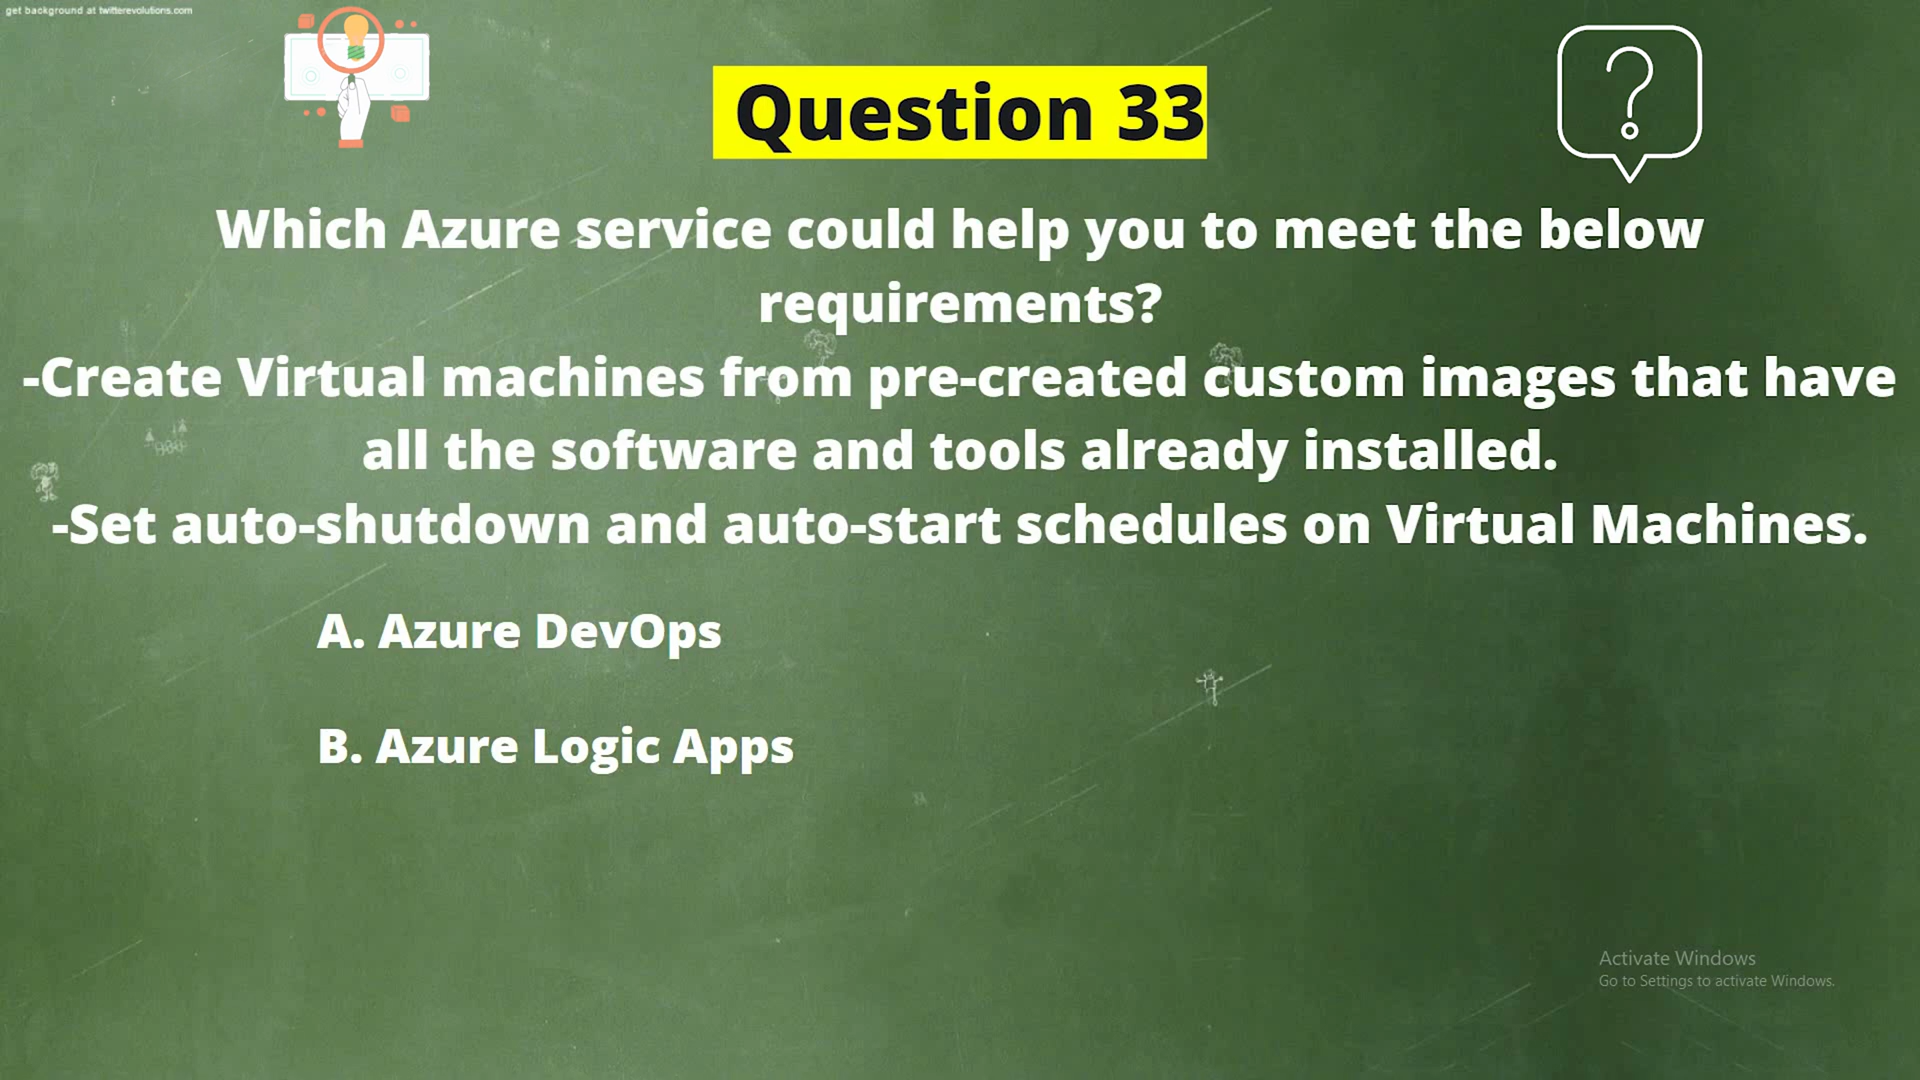 get background at twitterevolutions.com
Question 33
Which Azure service could help you to meet the below
requirements?
-Create Virtual machines from pre-created custom images that have
all the software and tools already installed.
-Set auto-shutdown and auto-start schedules on Virtual Machines.
A. Azure DevOps
B. Azure Logic Apps
Activate Windows
Go to Settings to activate Windows.